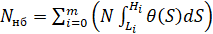 N_нб = ∑_{i=0}^{m} (N ∫_{L_i}^{H_i} θ(S)dS)